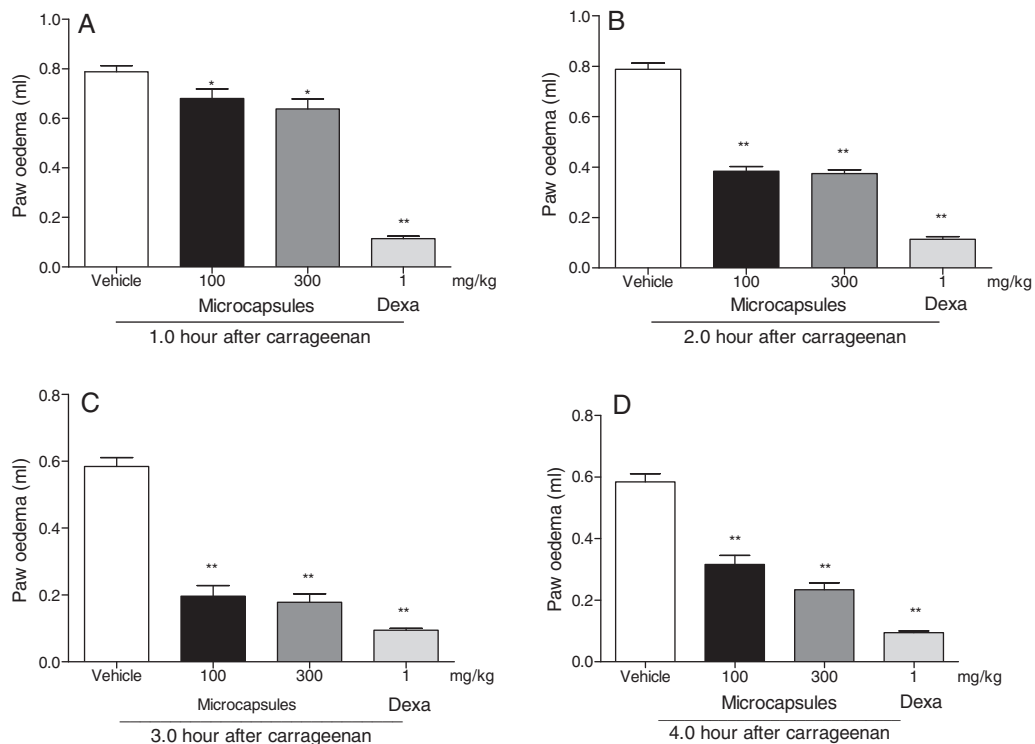 A
Paw oedema (ml)
1.0
0.8
0.6
0.4
0.2
0.0
*
*
**
Vehicle 100 300 1 mg/kg
Microcapsules Dexa
1.0 hour after carrageenan
B
Paw oedema (ml)
1.0
0.8
0.6
0.4
0.2
0.0
**
**
**
Vehicle 100 300 1 mg/kg
Microcapsules Dexa
2.0 hour after carrageenan
C
Paw oedema (ml)
0.8
0.6
0.4
0.2
0.0
**
**
**
Vehicle 100 300 1 mg/kg
Microcapsules Dexa
3.0 hour after carrageenan
D
Paw oedema (ml)
0.8
0.6
0.4
0.2
0.0
**
**
**
Vehicle 100 300 1 mg/kg
Microcapsules Dexa
4.0 hour after carrageenan